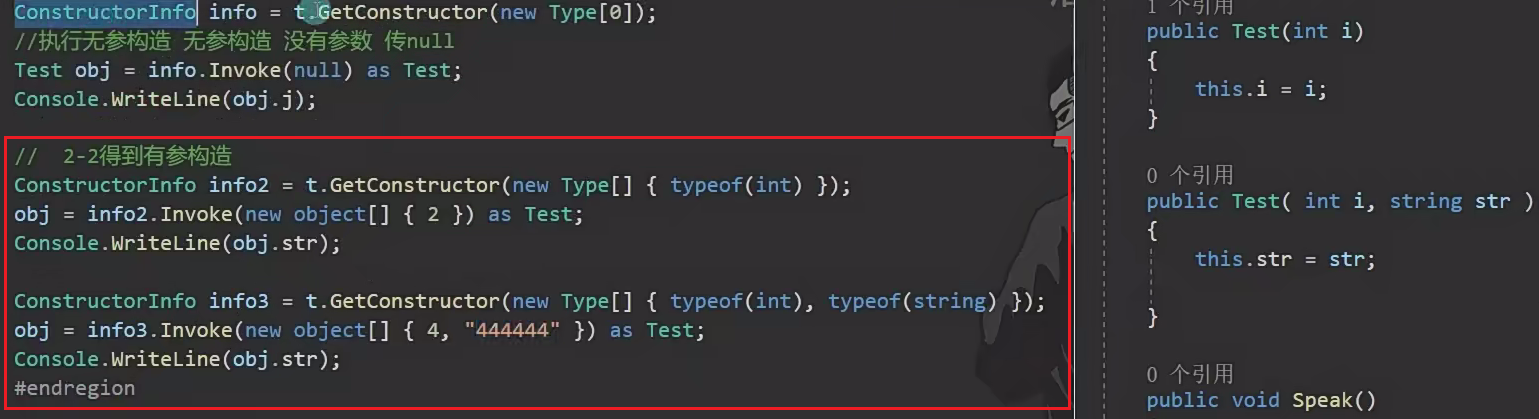 ConstructorInfo info = t.GetConstructor(new Type[0]);
//执行无参构造 无参构造 没有参数 传null
Test obj = info.Invoke(null) as Test;
Console.WriteLine(obj.j);
//  2-2得到有参构造
ConstructorInfo info2 = t.GetConstructor(new Type[] { typeof(int) });
obj = info2.Invoke(new object[] { 2 }) as Test;
Console.WriteLine(obj.str);
ConstructorInfo info3 = t.GetConstructor(new Type[] { typeof(int), typeof(string) });
obj = info3.Invoke(new object[] { 4, "444444" }) as Test;
Console.WriteLine(obj.str);
#endregion
1 个引用
public Test(int i)
{
this.i = i;
}
0 个引用
public Test( int i, string str )
{
this.str = str;
}
0 个引用
public void Speak()